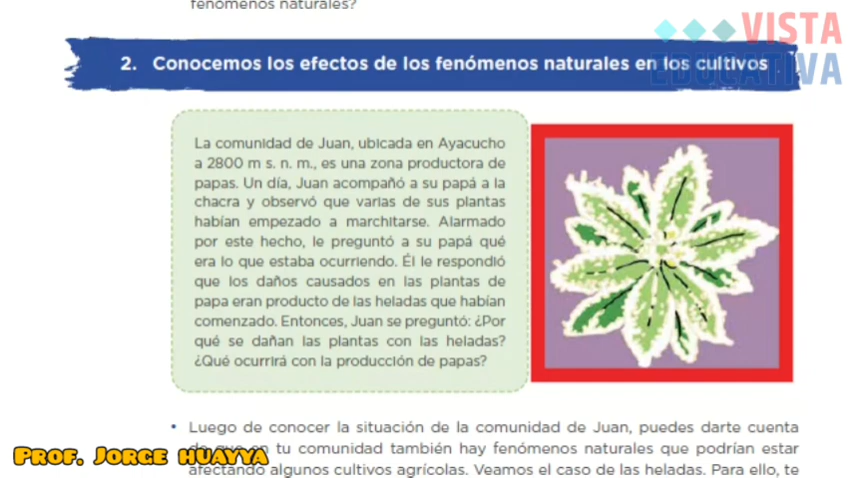 fenómenos naturales?
VISTA
EDUCATIVA
2. Conocemos los efectos de los fenómenos naturales en los cultivos
La comunidad de Juan, ubicada en Ayacucho
a 2800 m s. n. m., es una zona productora de
papas. Un día, Juan acompañó a su papá a la
chacra y observó que varias de sus plantas
habían empezado a marchitarse. Alarmado
por este hecho, le preguntó a su papá qué
era lo que estaba ocurriendo. Él le respondió
que los daños causados en las plantas de
papa eran producto de las heladas que habían
comenzado. Entonces, Juan se preguntó: ¿Por
qué se dañan las plantas con las heladas?
¿Qué ocurrirá con la producción de papas?
• Luego de conocer la situación de la comunidad de Juan, puedes darte cuenta
de que en tu comunidad también hay fenómenos naturales que podrían estar
Prof. Jorge huayya
afectando algunos cultivos agrícolas. Veamos el caso de las heladas. Para ello, te